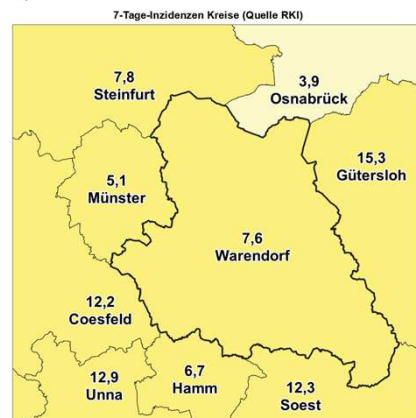 7-Tage-Inzidenzen Kreise (Quelle RKI)
7,8
Steinfurt
3,9
Osnabrück
15,3
Gütersloh
5,1
Münster
7,6
Warendorf
12,2
Coesfeld
12,9
Unna
6,7
Hamm
12,3
Soest